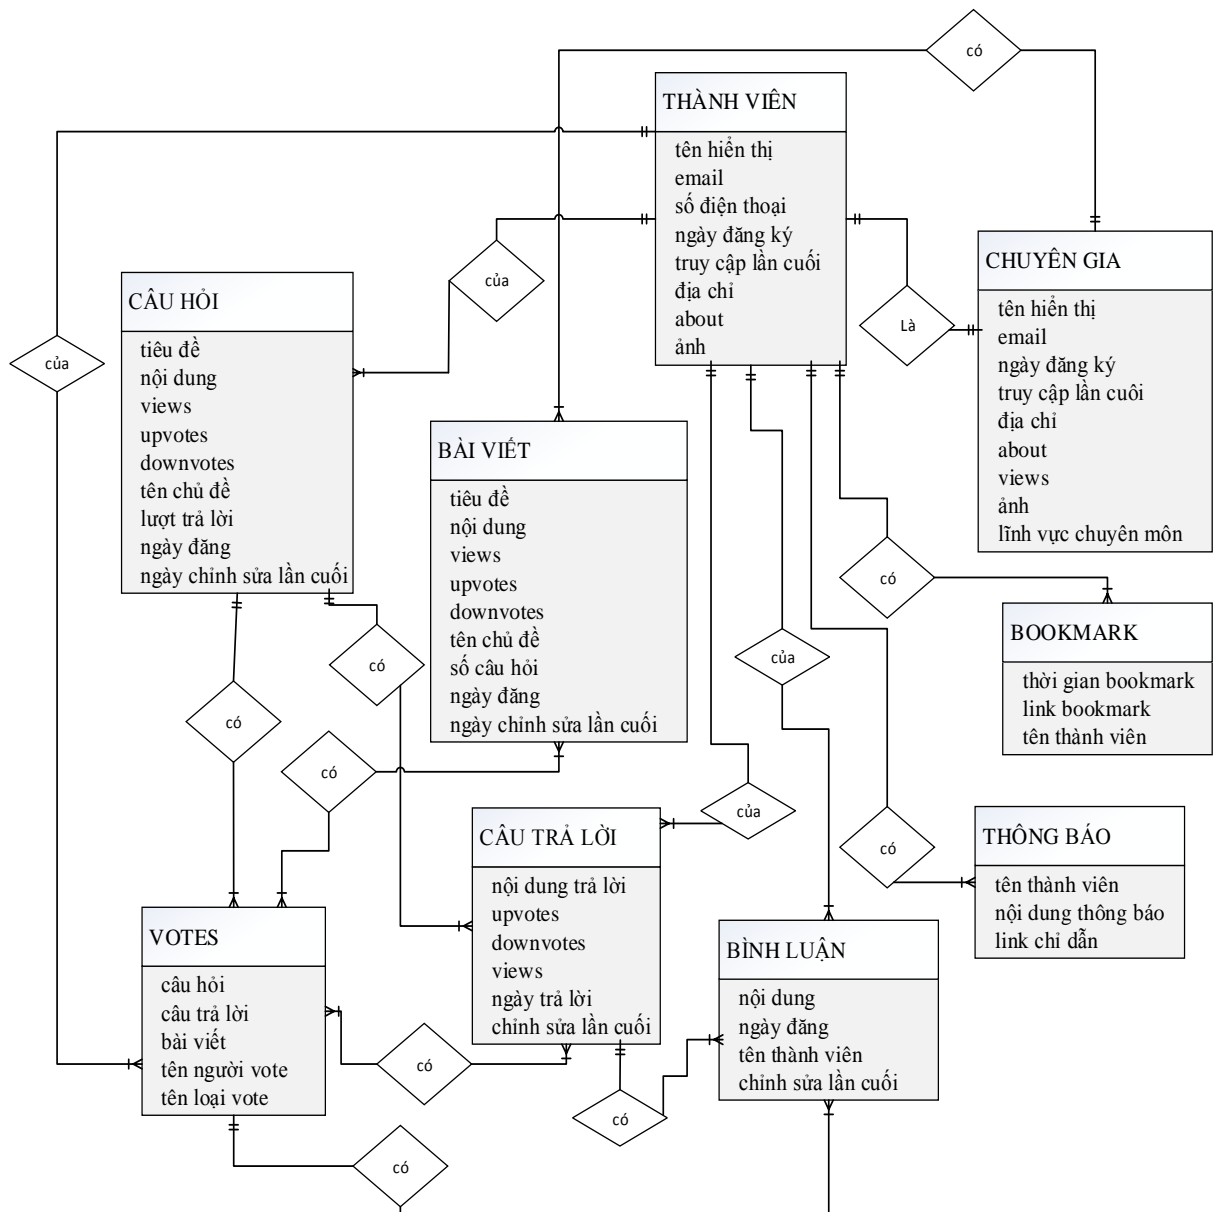 có
THÀNH VIÊN
tên hiển thị
email
số điện thoại
ngày đăng ký
truy cập lần cuối
địa chỉ
about
ảnh
của
CHUYÊN GIA
tên hiển thị
email
ngày đăng ký
truy cập lần cuôi
địa chỉ
about
views
ảnh
lĩnh vực chuyên môn
Là
CÂU HỎI
tiêu đề
nội dung
views
upvotes
downvotes
tên chủ đề
lượt trả lời
ngày đăng
ngày chỉnh sửa lần cuối
của
BÀI VIẾT
tiêu đề
nội dung
views
upvotes
downvotes
tên chủ đề
số câu hỏi
ngày đăng
ngày chỉnh sửa lần cuối
có
BOOKMARK
thời gian bookmark
link bookmark
tên thành viên
có
của
có
có
của
CÂU TRẢ LỜI
nội dung trả lời
upvotes
downvotes
views
ngày trả lời
chỉnh sửa lần cuối
có
THÔNG BÁO
tên thành viên
nội dung thông báo
link chỉ dẫn
VOTES
câu hỏi
câu trả lời
bài viết
tên người vote
tên loại vote
BÌNH LUẬN
nội dung
ngày đăng
tên thành viên
chỉnh sửa lần cuối
có
có
có